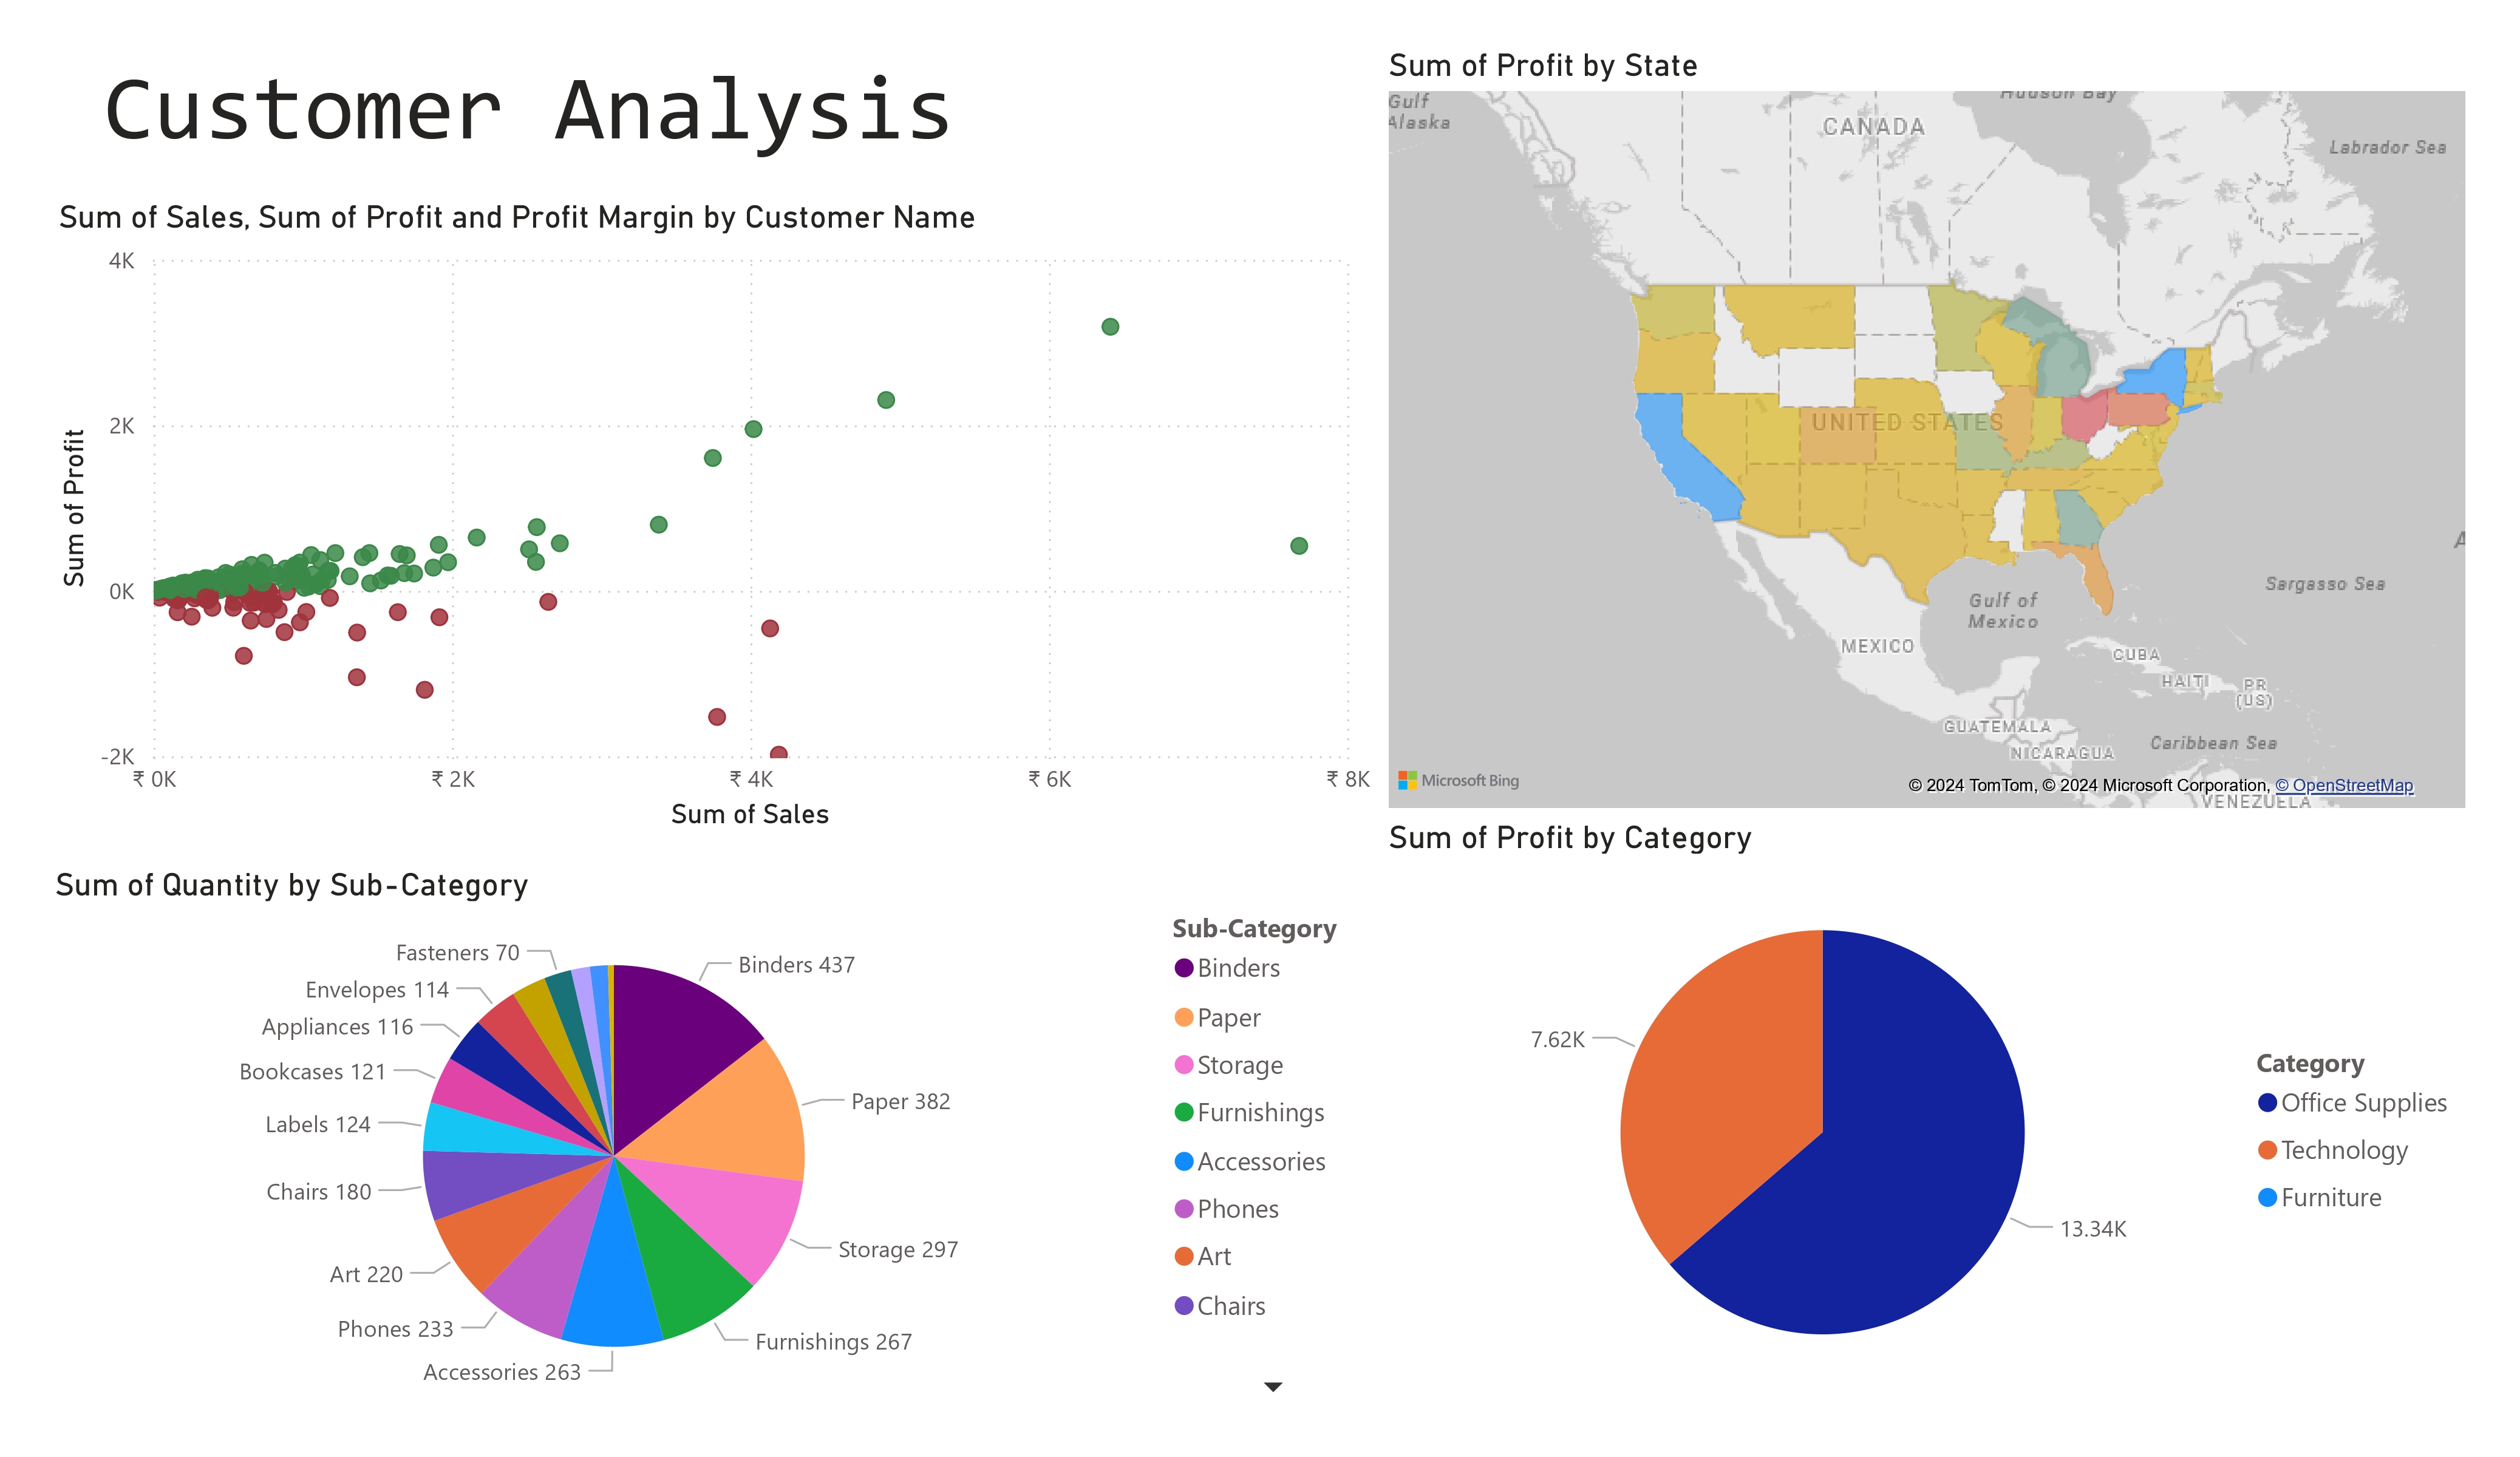 Customer Analysis
Sum of Sales, Sum of Profit and Profit Margin by Customer Name
4K
2K
0K
-2K
Sum of Profit
₹ 0K
₹ 2K
₹ 4K
₹ 6K
₹ 8K
Sum of Sales
Sum of Profit by State
Gulf
Alaska
Hudson Bay
CANADA
Labrador Sea
UNITED STATES
Sargasso Sea
Gulf of
Mexico
MEXICO
CUBA
HAITI
PR
(US)
GUATEMALA
NICARAGUA
Caribbean Sea
VENEZUELA
Microsoft Bing
© 2024 TomTom, © 2024 Microsoft Corporation, © OpenStreetMap
Sum of Quantity by Sub-Category
Binders 437
Paper 382
Storage 297
Furnishings 267
Accessories 263
Phones 233
Art 220
Chairs 180
Labels 124
Bookcases 121
Appliances 116
Envelopes 114
Fasteners 70
Sub-Category
Binders
Paper
Storage
Furnishings
Accessories
Phones
Art
Chairs
Sum of Profit by Category
7.62K
13.34K
Category
Office Supplies
Technology
Furniture